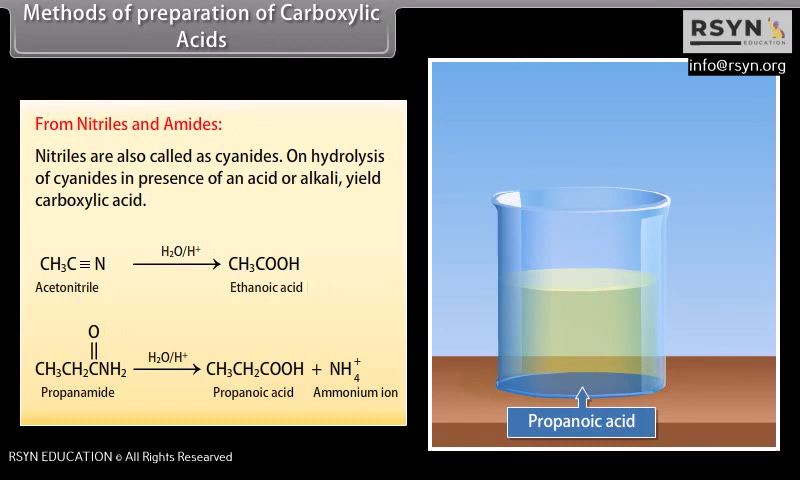 Methods of preparation of Carboxylic
Acids
RSYN
EDUCATION
info@rsyn.org
From Nitriles and Amides:
Nitriles are also called as cyanides. On hydrolysis
of cyanides in presence of an acid or alkali, yield
carboxylic acid.
CH₃C ≡ N H₂O/H⁺ CH₃COOH
Acetonitrile Ethanoic acid
O
||
CH₃CH₂CNH₂ H₂O/H⁺ CH₃CH₂COOH + NH₄⁺
Propanamide Propanoic acid Ammonium ion
Propanoic acid
RSYN EDUCATION © All Rights Researved